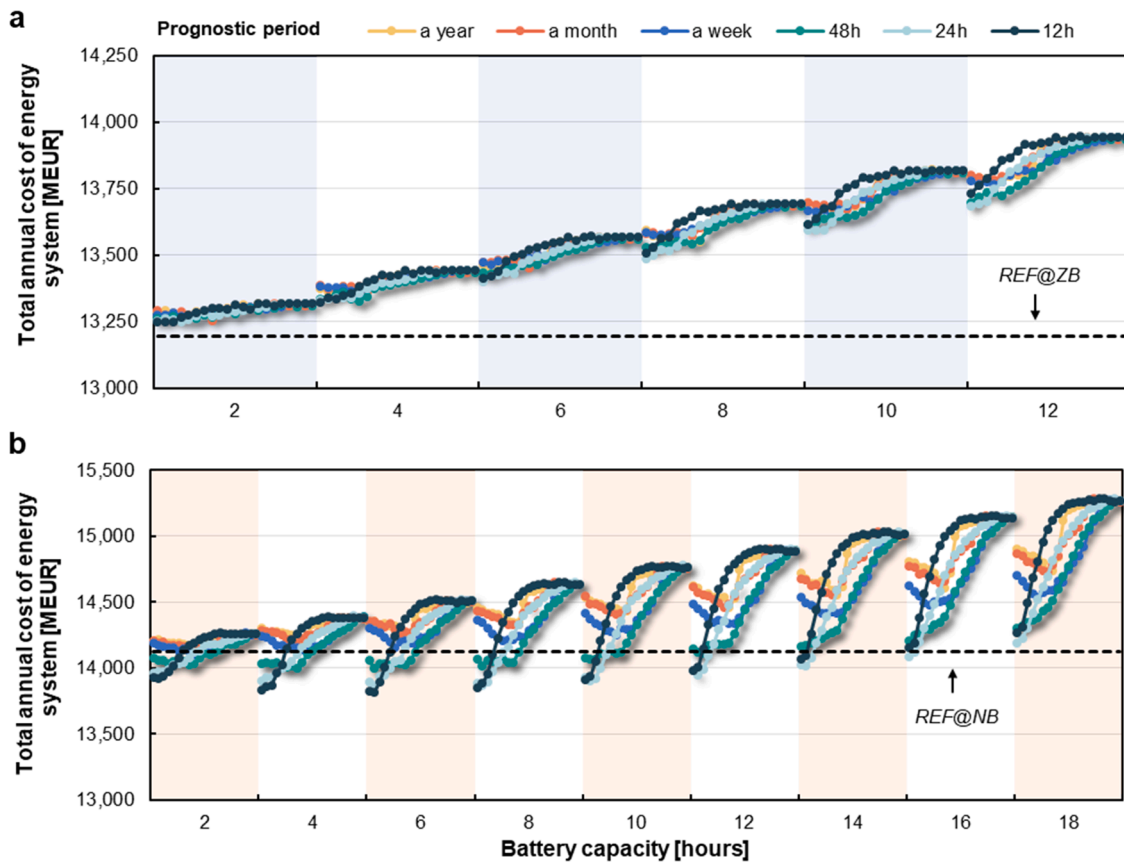 a
Prognostic period
a year
a month
a week
48h
24h
12h
Total annual cost of energy
system [MEUR]
14,250
14,000
13,750
13,500
13,250
13,000
REF@ZB
2 4 6 8 10 12
b
Total annual cost of energy
system [MEUR]
15,500
15,000
14,500
14,000
13,500
13,000
REF@NB
2 4 6 8 10 12 14 16 18
Battery capacity [hours]